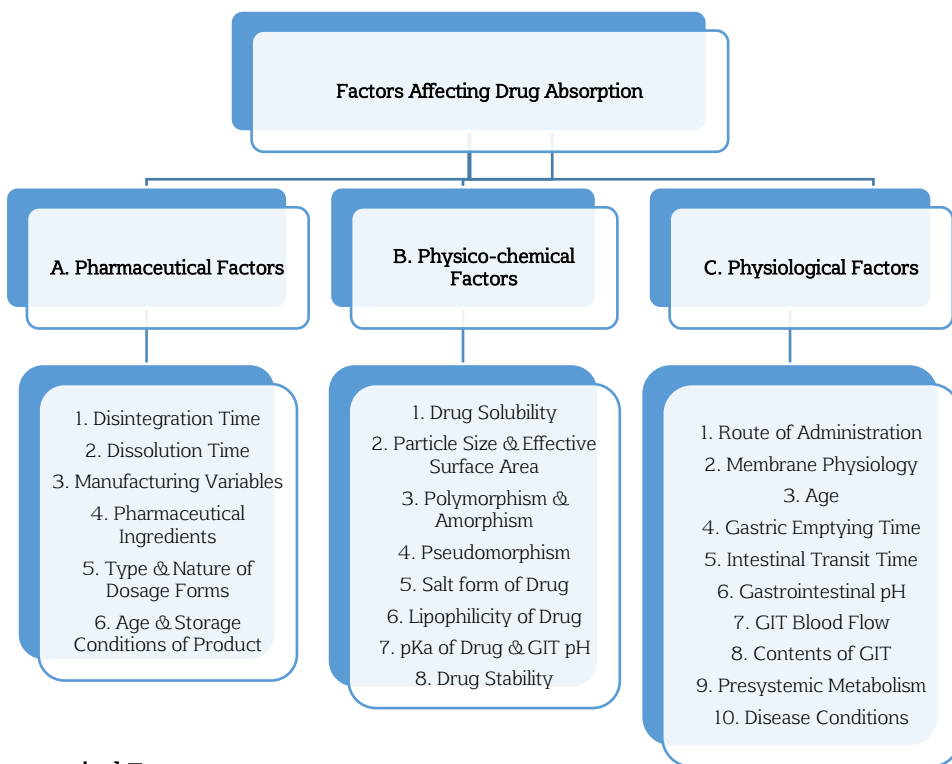 Factors Affecting Drug Absorption
A. Pharmaceutical Factors
B. Physico-chemical
Factors
C. Physiological Factors
1. Disintegration Time
2. Dissolution Time
3. Manufacturing Variables
4. Pharmaceutical
Ingredients
5. Type & Nature of
Dosage Forms
6. Age & Storage
Conditions of Product
1. Drug Solubility
2. Particle Size & Effective
Surface Area
3. Polymorphism &
Amorphism
4. Pseudomorphism
5. Salt form of Drug
6. Lipophilicity of Drug
7. pKa of Drug & GIT pH
8. Drug Stability
1. Route of Administration
2. Membrane Physiology
3. Age
4. Gastric Emptying Time
5. Intestinal Transit Time
6. Gastrointestinal pH
7. GIT Blood Flow
8. Contents of GIT
9. Presystemic Metabolism
10. Disease Conditions